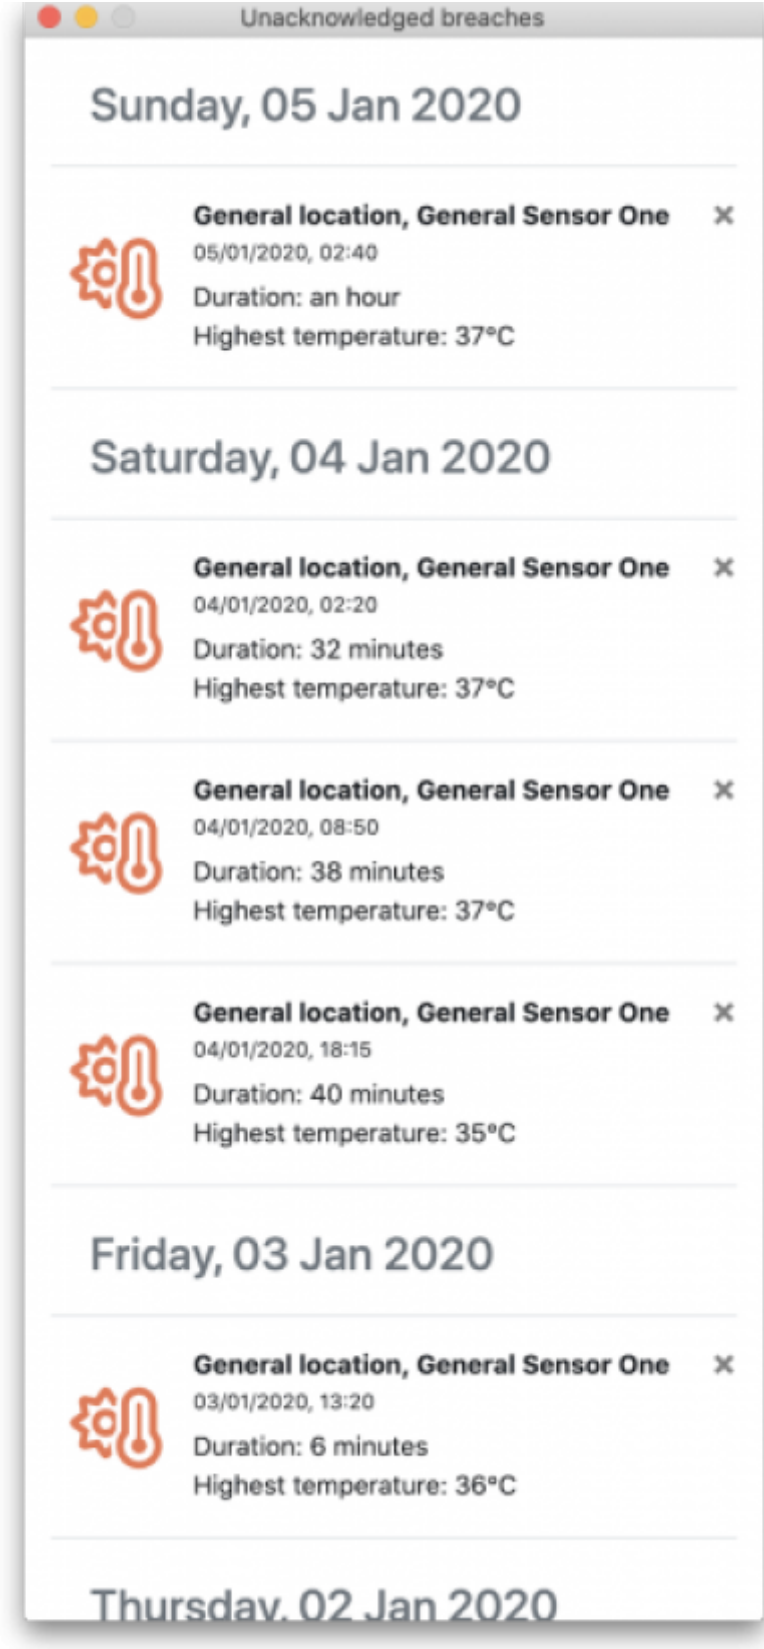 Unacknowledged breaches
Sunday, 05 Jan 2020
General location, General Sensor One
05/01/2020, 02:40
Duration: an hour
Highest temperature: 37°C
Saturday, 04 Jan 2020
General location, General Sensor One
04/01/2020, 02:20
Duration: 32 minutes
Highest temperature: 37°C
General location, General Sensor One
04/01/2020, 08:50
Duration: 38 minutes
Highest temperature: 37°C
General location, General Sensor One
04/01/2020, 18:15
Duration: 40 minutes
Highest temperature: 35°C
Friday, 03 Jan 2020
General location, General Sensor One
03/01/2020, 13:20
Duration: 6 minutes
Highest temperature: 36°C
Thursday, 02 Jan 2020